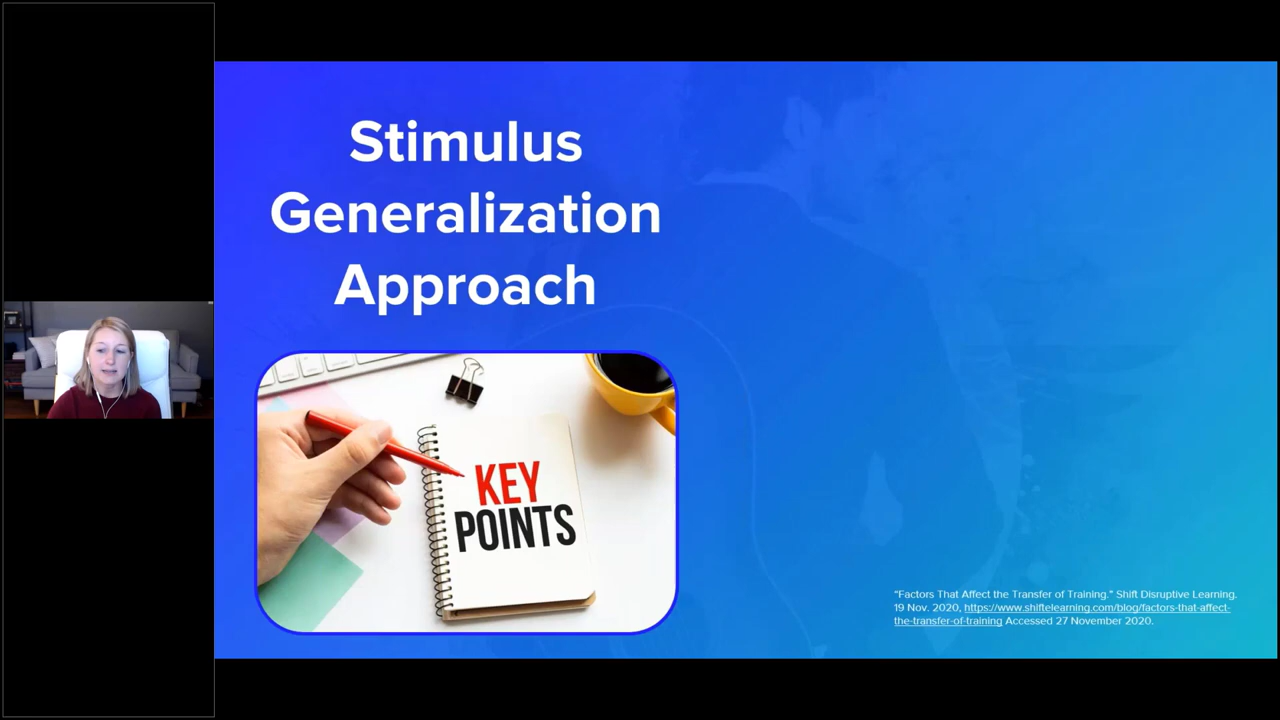 Stimulus
Generalization
Approach
KEY
POINTS
“Factors That Affect the Transfer of Training.” Shift Disruptive Learning.
19 Nov. 2020, https://www.shiftelearning.com/blog/factors-that-affect-
the-transfer-of-training Accessed 27 November 2020.